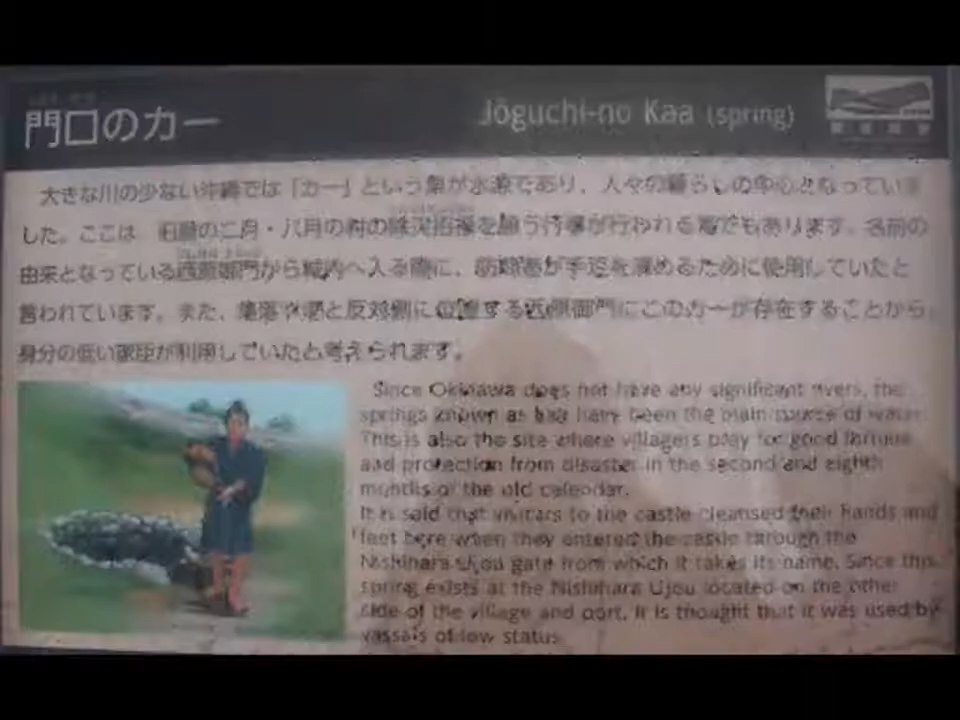 門口のカー
Jōguchi-no Kaa (spring)
大きな川の少ない沖縄では「カー」という泉が水源であり、人々の暮らしの中心となっていま
した。ここは 旧暦の二月・八月の村の除災招福を願う行事が行われる場でもあります。名前の
由来となっている西原御門から城内へ入る際に、訪問者が手足を清めるために使用していたと
言われています。また、集落や港と反対側に位置する西原御門にこのカーが存在することから、
身分の低い家臣が利用していたと考えられます。
Since Okinawa does not have any significant rivers, the
springs known as kaa have been the main source of water.
This is also the site where villagers pray for good fortune
and protection from disaster in the second and eighth
months of the old calendar.
It is said that visitors to the castle cleansed their hands and
feet here when they entered the castle through the
Nishihara Ujou gate from which it takes its name. Since this
spring exists at the Nishihara Ujou located on the other
side of the village and port, it is thought that it was used by
vassals of low status.